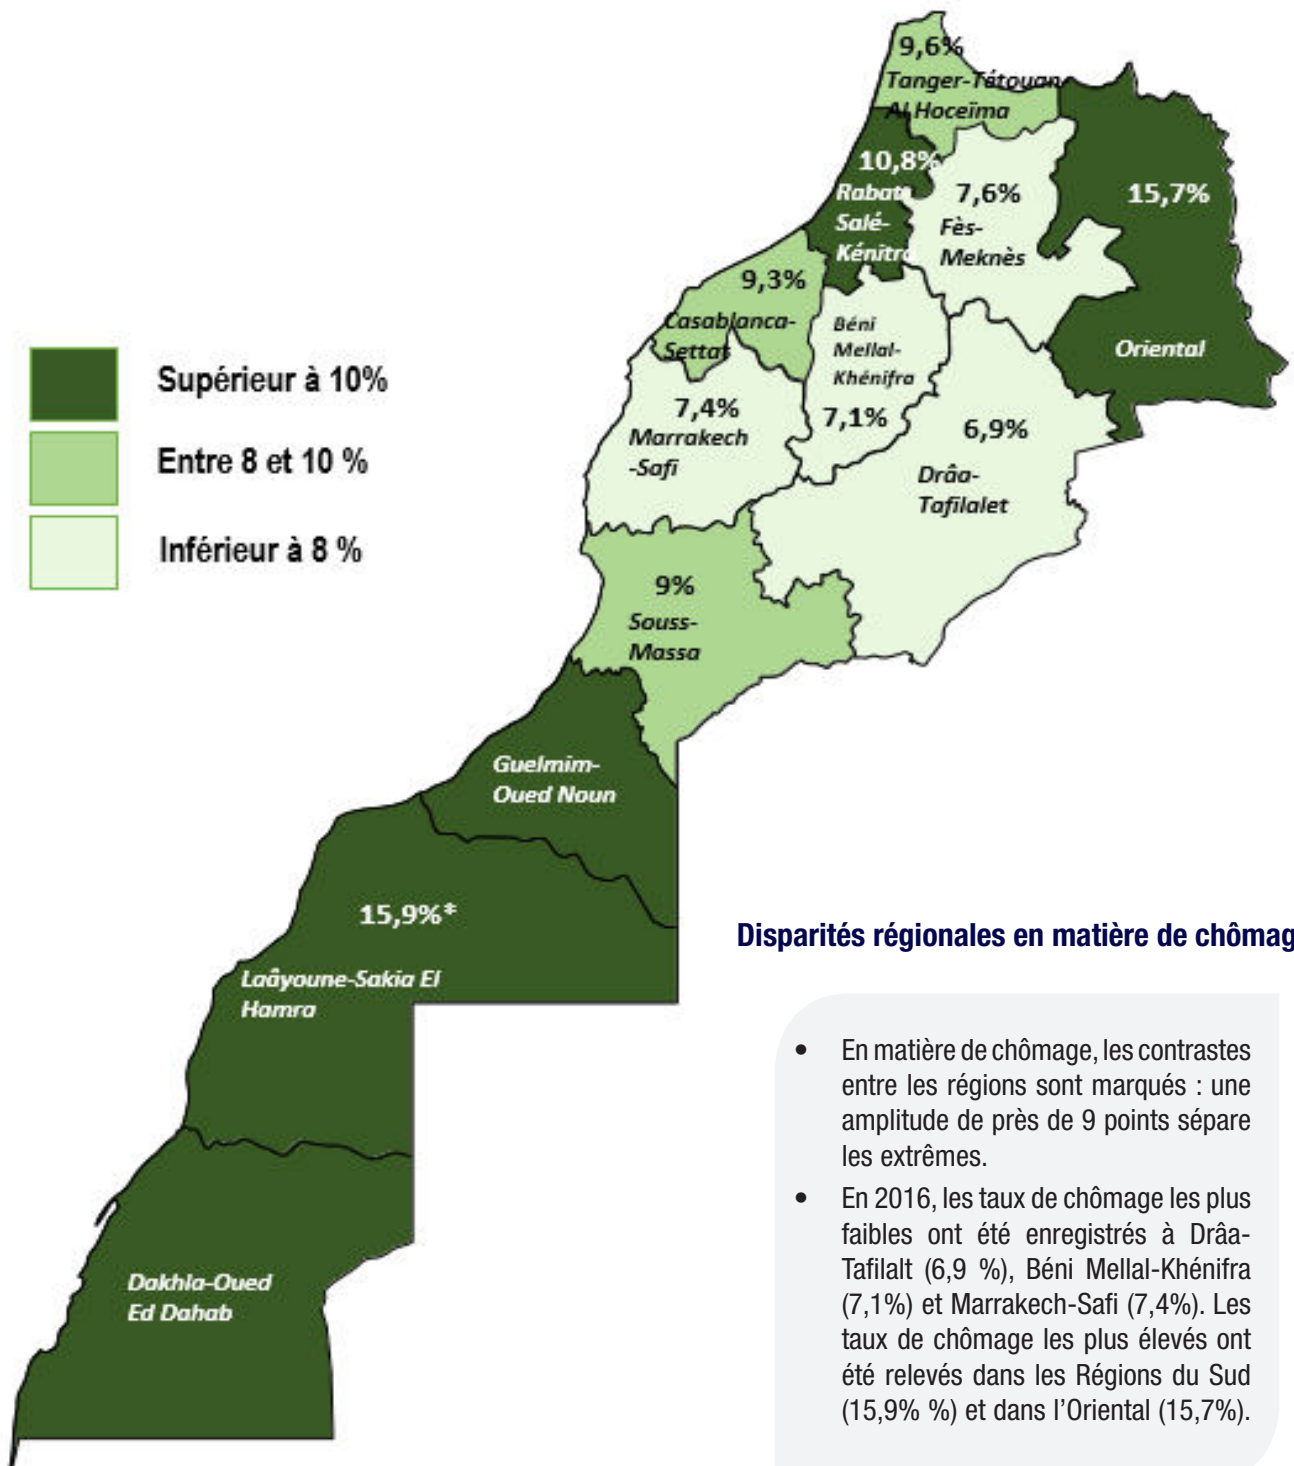 9,6%
Tanger-Tétouan
Al Hoceïma
10,8%
Rabat-
Salé-
Kénitra
7,6%
Fès-
Meknès
15,7%
Oriental
9,3%
Casablanca-
Settat
Béni
Mellal-
Khénifra
7,1%
7,4%
Marrakech
-Safi
6,9%
Drâa-
Tafilalet
Supérieur à 10%
Entre 8 et 10 %
Inférieur à 8 %
9%
Souss-
Massa
Guelmim-
Oued Noun
15,9%*
Laâyoune-Sakia El
Hamra
Dakhla-Oued
Ed Dahab
Disparités régionales en matière de chômag
• En matière de chômage, les contrastes
entre les régions sont marqués : une
amplitude de près de 9 points sépare
les extrêmes.
• En 2016, les taux de chômage les plus
faibles ont été enregistrés à Drâa-
Tafilalt (6,9 %), Béni Mellal-Khénifra
(7,1%) et Marrakech-Safi (7,4%). Les
taux de chômage les plus élevés ont
été relevés dans les Régions du Sud
(15,9% %) et dans l’Oriental (15,7%).